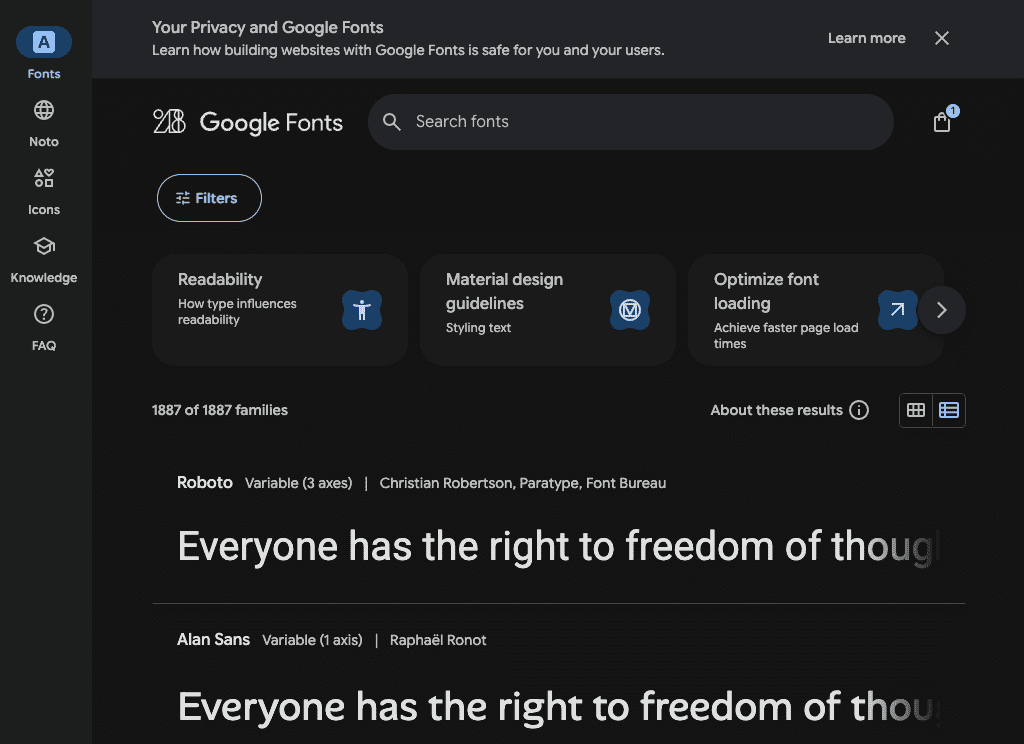 Your Privacy and Google Fonts
Learn how building websites with Google Fonts is safe for you and your users.
Learn more
A
Fonts
Noto
Icons
Knowledge
FAQ
Google Fonts
Search fonts
1
Filters
Readability
How type influences
readability
Material design
guidelines
Styling text
Optimize font
loading
Achieve faster page load
times
1887 of 1887 families
About these results
Roboto Variable (3 axes) | Christian Robertson, Paratype, Font Bureau
Everyone has the right to freedom of thoug
Alan Sans Variable (1 axis) | Raphaël Ronot
Everyone has the right to freedom of thou